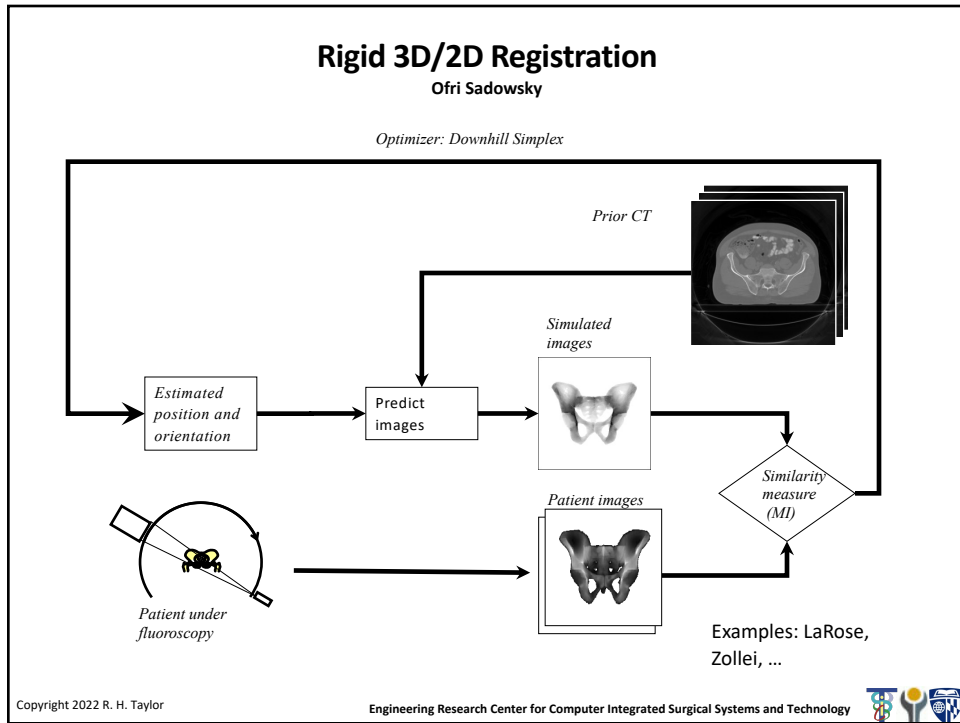 Rigid 3D/2D Registration
Ofri Sadowsky
Optimizer: Downhill Simplex
Prior CT
Simulated
images
Estimated
position and
orientation
Predict
images
Similarity
measure
(MI)
Patient images
Patient under
fluoroscopy
Examples: LaRose,
Zollei, ...
Copyright 2022 R. H. Taylor
Engineering Research Center for Computer Integrated Surgical Systems and Technology